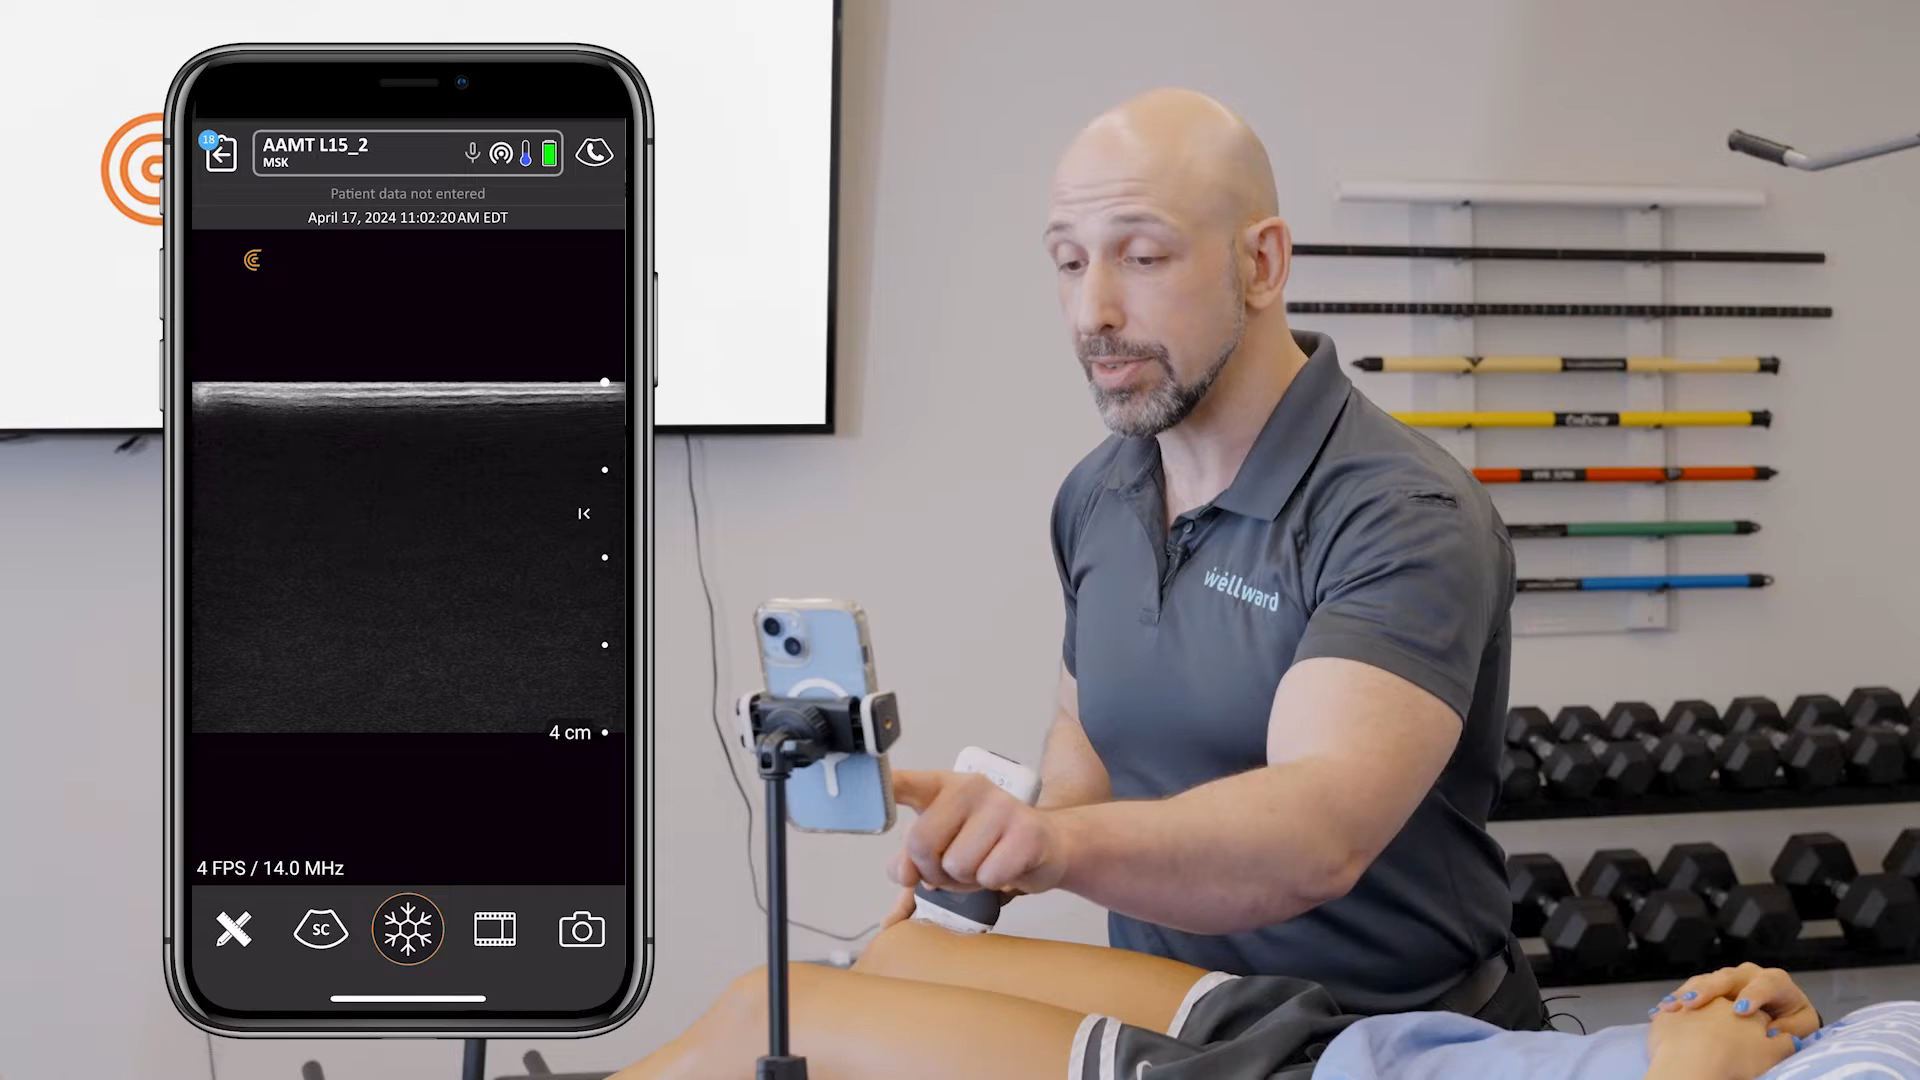 18
AAMT L15_2
MSK
Patient data not entered
April 17, 2024 11:02:20 AM EDT
4 cm
4 FPS / 14.0 MHz
SC
wellward